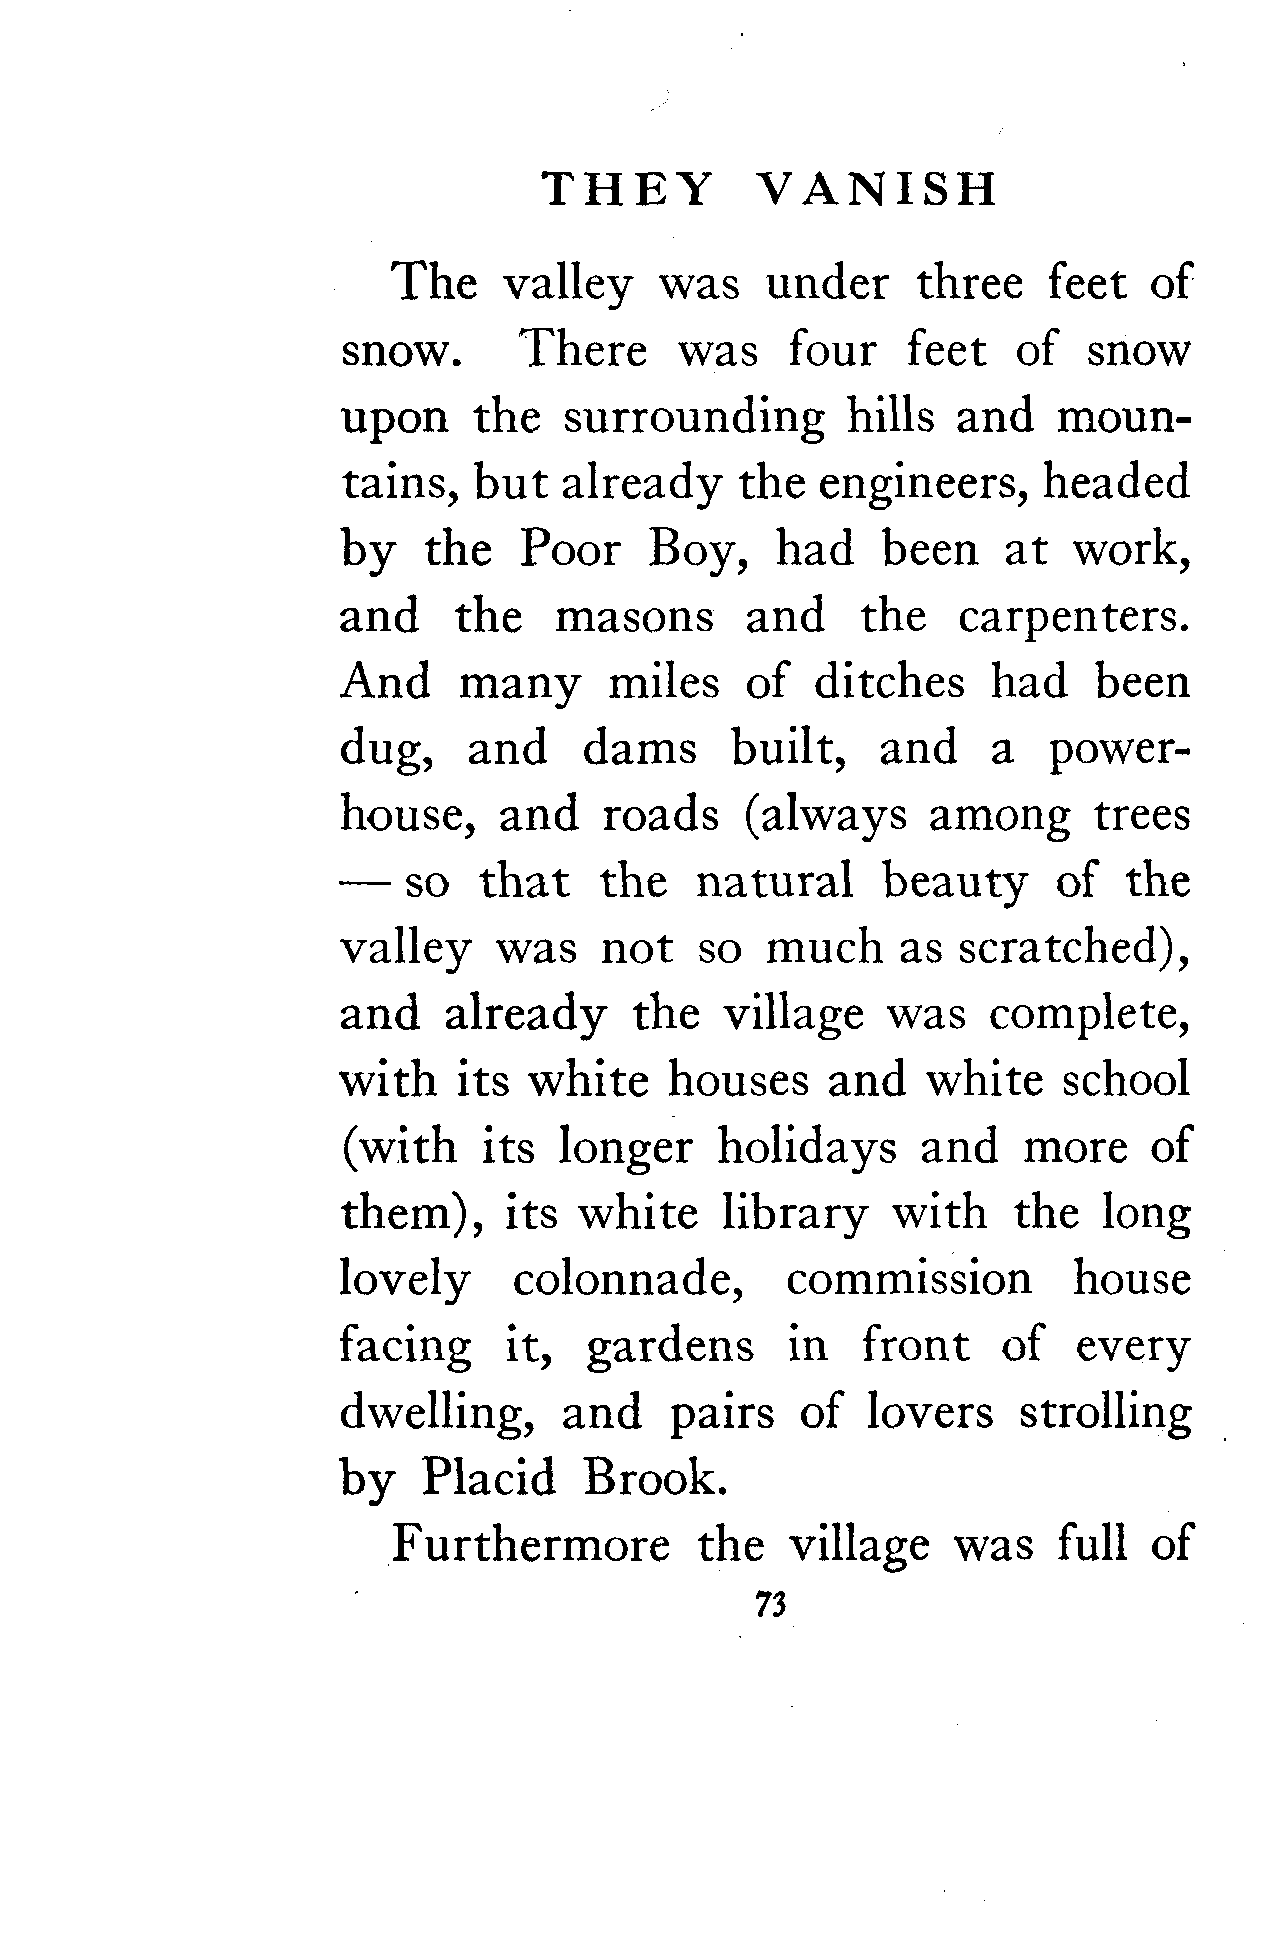 THEY VANISH
The valley was under three feet of
snow. There was four feet of snow
upon the surrounding hills and moun-
tains, but already the engineers, headed
by the Poor Boy, had been at work,
and the masons and the carpenters.
And many miles of ditches had been
dug, and dams built, and a power-
house, and roads (always among trees
— so that the natural beauty of the
valley was not so much as scratched),
and already the village was complete,
with its white houses and white school
(with its longer holidays and more of
them), its white library with the long
lovely colonnade, commission house
facing it, gardens in front of every
dwelling, and pairs of lovers strolling
by Placid Brook.
Furthermore the village was full of
73